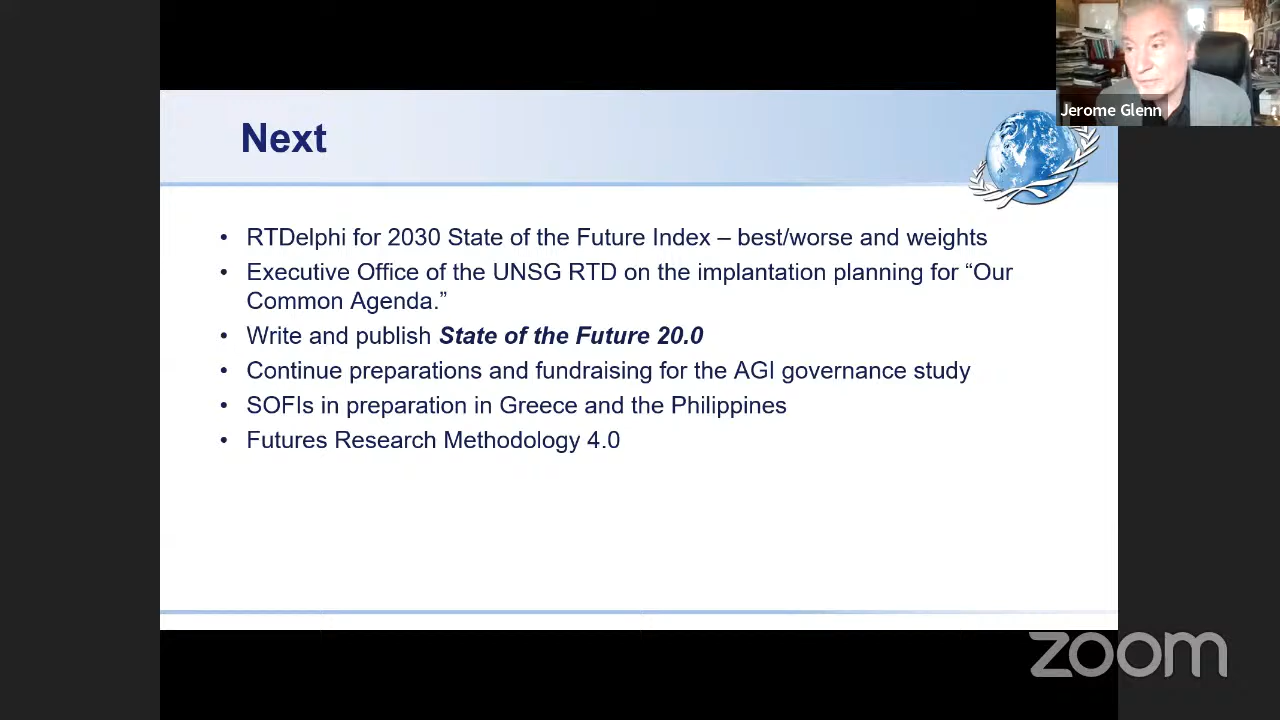 Jerome Glenn
Next
• RTDelphi for 2030 State of the Future Index – best/worse and weights
• Executive Office of the UNSG RTD on the implantation planning for “Our
Common Agenda.”
• Write and publish State of the Future 20.0
• Continue preparations and fundraising for the AGI governance study
• SOFIs in preparation in Greece and the Philippines
• Futures Research Methodology 4.0
zoom